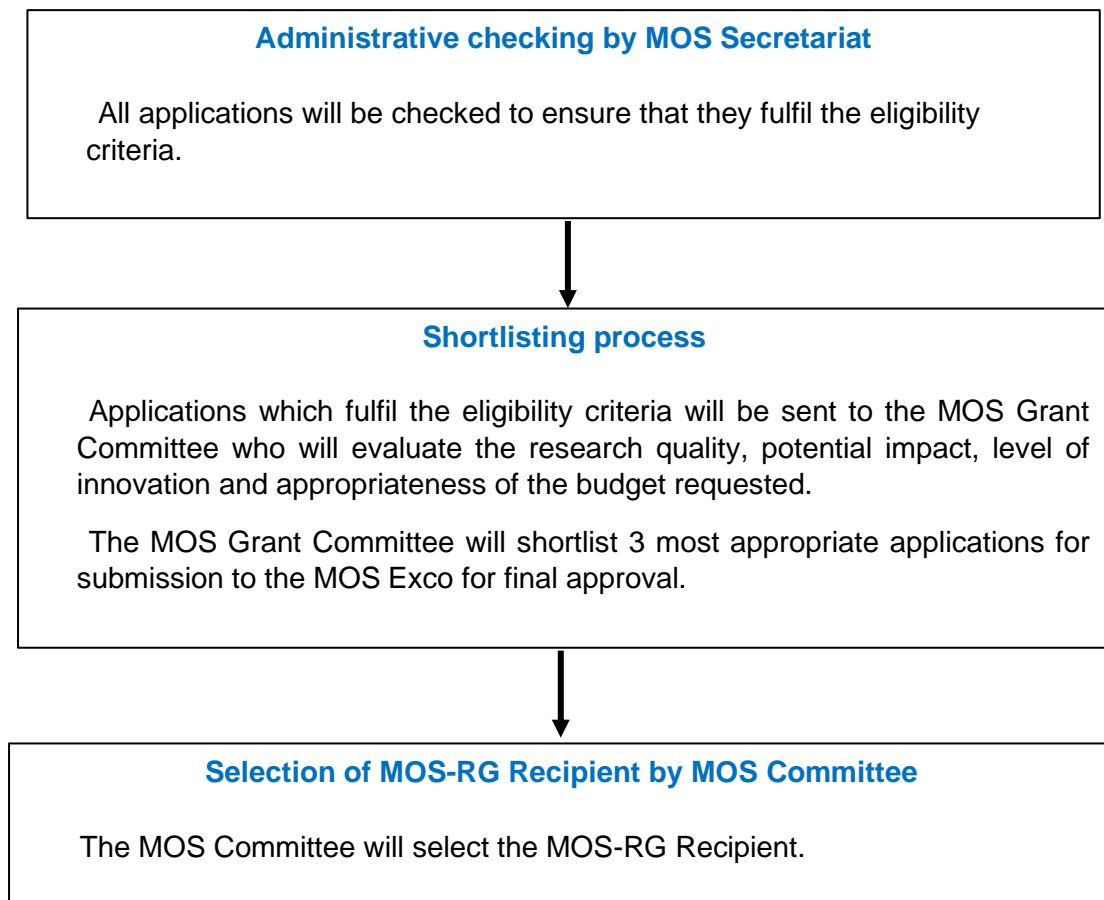 Administrative checking by MOS Secretariat
All applications will be checked to ensure that they fulfil the eligibility
criteria.
Shortlisting process
Applications which fulfil the eligibility criteria will be sent to the MOS Grant
Committee who will evaluate the research quality, potential impact, level of
innovation and appropriateness of the budget requested.
The MOS Grant Committee will shortlist 3 most appropriate applications for
submission to the MOS Exco for final approval.
Selection of MOS-RG Recipient by MOS Committee
The MOS Committee will select the MOS-RG Recipient.